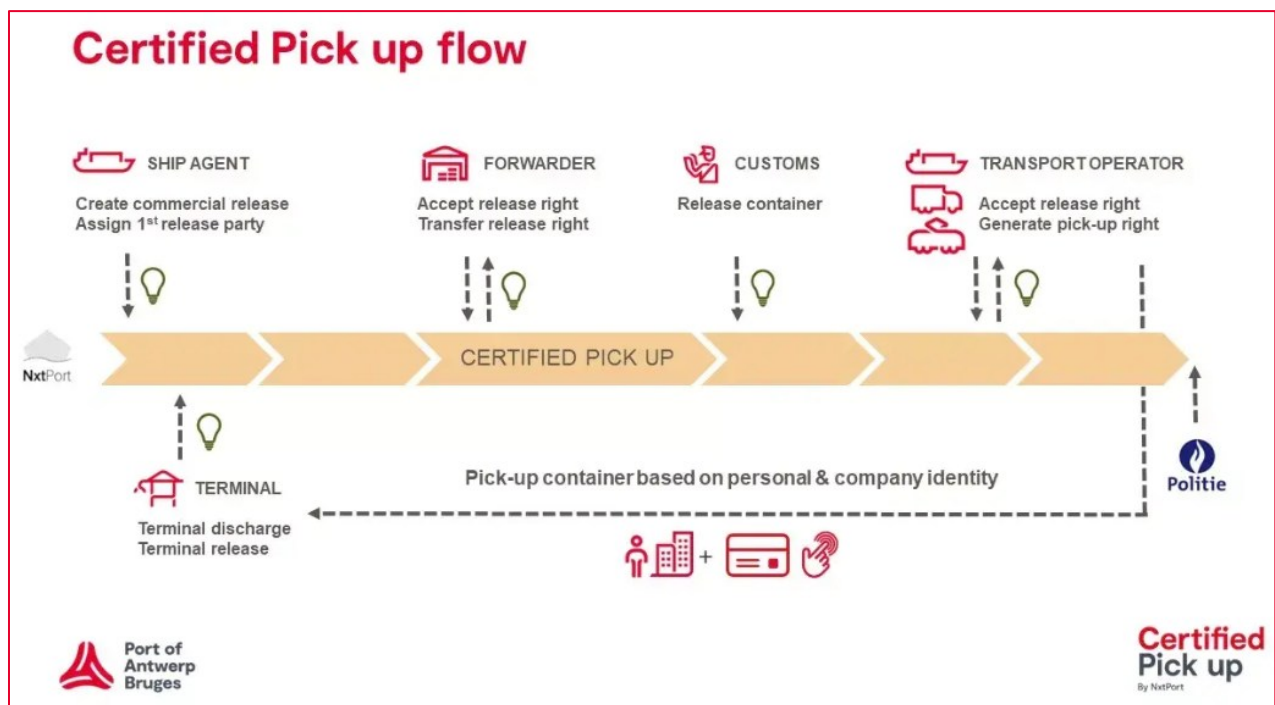 Certified Pick up flow
SHIP AGENT
Create commercial release
Assign 1st release party
FORWARDER
Accept release right
Transfer release right
CUSTOMS
Release container
TRANSPORT OPERATOR
Accept release right
Generate pick-up right
NxtPort
CERTIFIED PICK UP
TERMINAL
Terminal discharge
Terminal release
Pick-up container based on personal & company identity
+
Politie
Port of
Antwerp
Bruges
Certified
Pick up
By NxtPort